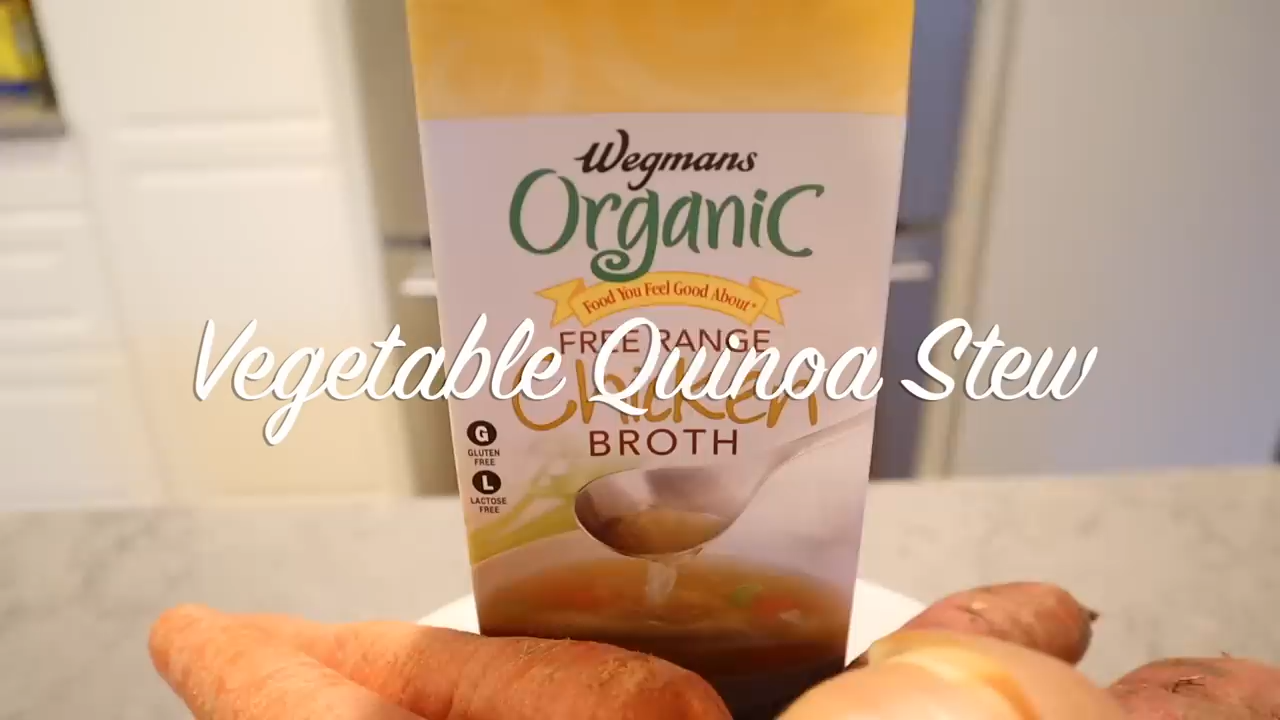 Wegmans
Organic
Food You Feel Good About*
FREE RANGE
Chicken
BROTH
Vegetable Quinoa Stew
G
GLUTEN
FREE
L
LACTOSE
FREE